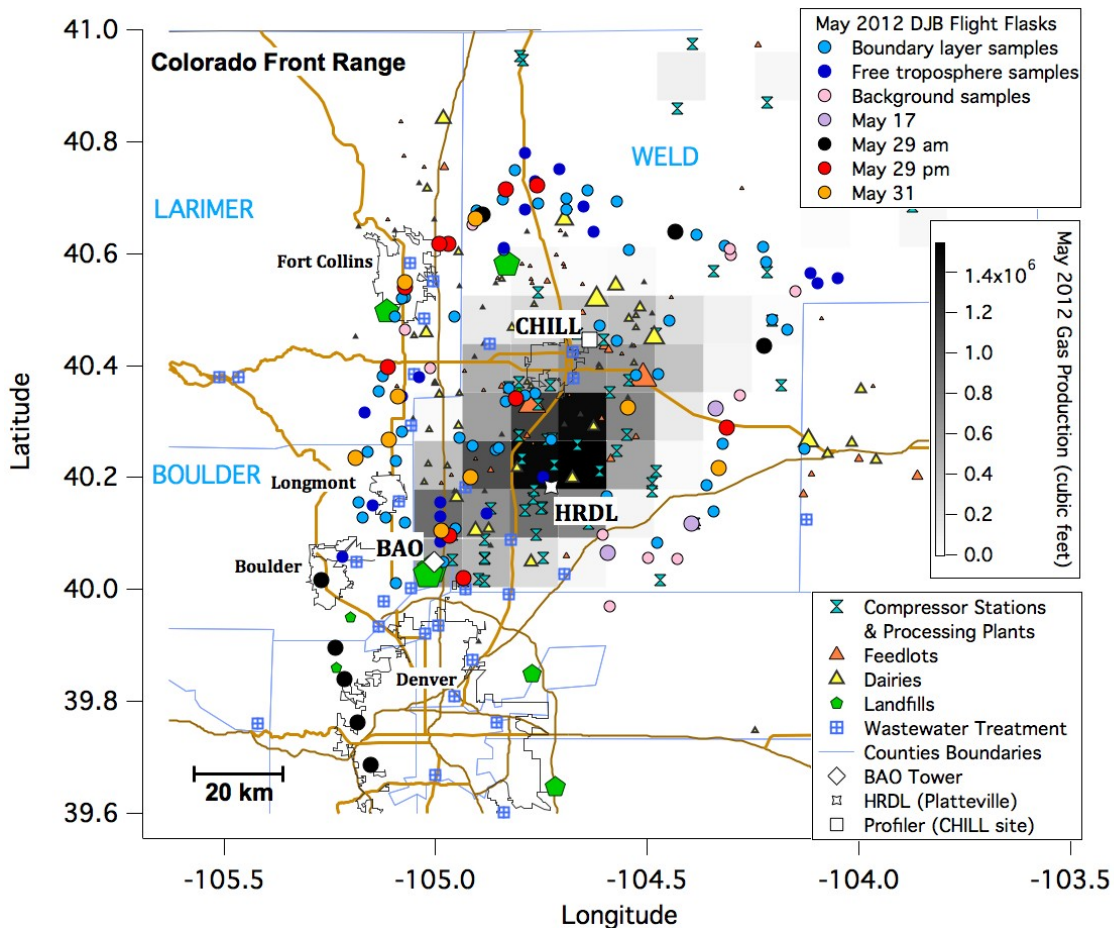 Colorado Front Range
May 2012 DJB Flight Flasks
Boundary layer samples
Free troposphere samples
Background samples
May 17
May 29 am
May 29 pm
May 31
WELD
LARIMER
Fort Collins
CHILL
BOULDER
Longmont
HRDL
BAO
Boulder
Denver
20 km
May 2012 Gas Production (cubic feet)
1.4x10⁶
1.2
1.0
0.8
0.6
0.4
0.2
0.0
Compressor Stations
& Processing Plants
Feedlots
Dairies
Landfills
Wastewater Treatment
Counties Boundaries
BAO Tower
HRDL (Platteville)
Profiler (CHILL site)
Latitude
41.0
40.8
40.6
40.4
40.2
40.0
39.8
39.6
-105.5
-105.0
-104.5
-104.0
-103.5
Longitude